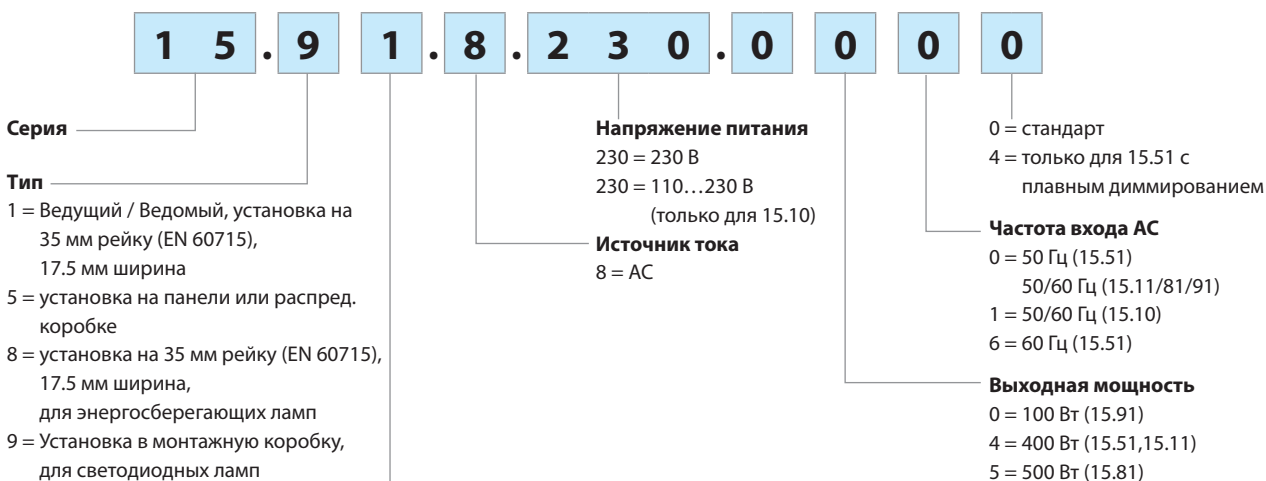 1 5 . 9 1 . 8 . 2 3 0 . 0 0 0 0
Серия
Тип
1 = Ведущий / Ведомый, установка на
35 мм рейку (EN 60715),
17.5 мм ширина
5 = установка на панели или распред.
коробке
8 = установка на 35 мм рейку (EN 60715),
17.5 мм ширина,
для энергосберегающих ламп
9 = Установка в монтажную коробку,
для светодиодных ламп
Напряжение питания
230 = 230 В
230 = 110…230 В
(только для 15.10)
Источник тока
8 = AC
0 = стандарт
4 = только для 15.51 с
плавным диммированием
Частота входа АС
0 = 50 Гц (15.51)
50/60 Гц (15.11/81/91)
1 = 50/60 Гц (15.10)
6 = 60 Гц (15.51)
Выходная мощность
0 = 100 Вт (15.91)
4 = 400 Вт (15.51,15.11)
5 = 500 Вт (15.81)